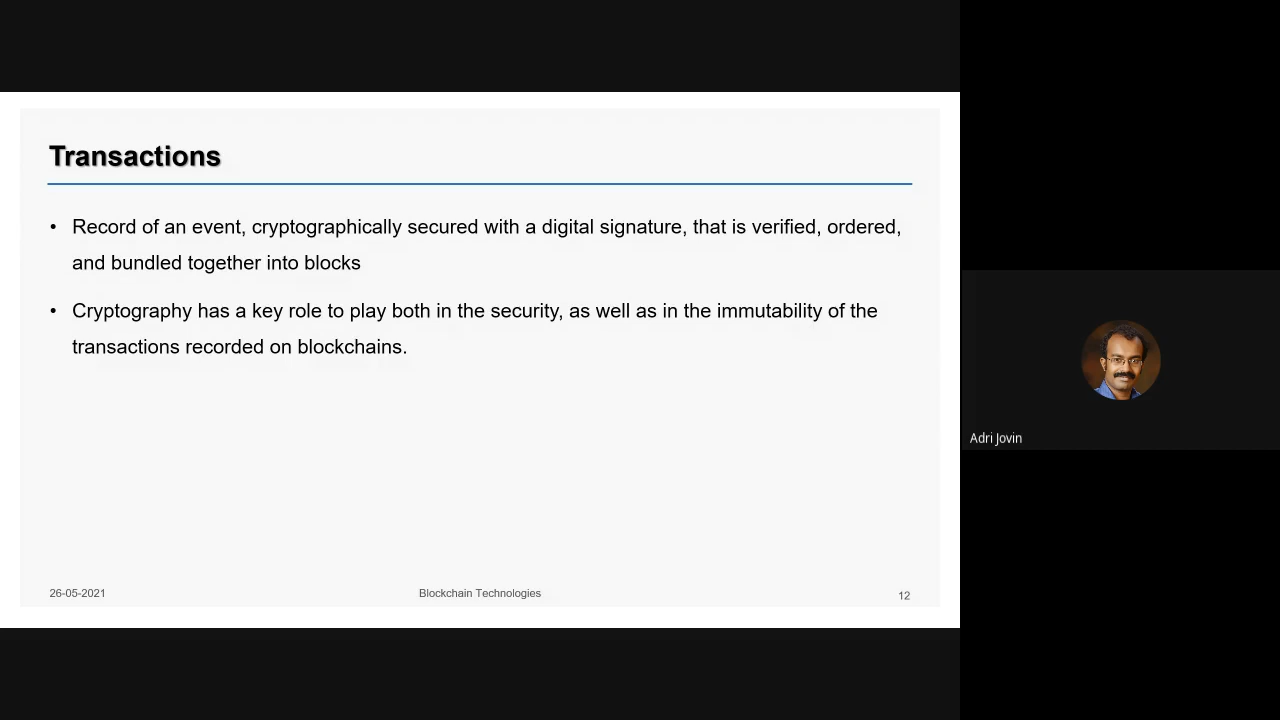 Transactions
• Record of an event, cryptographically secured with a digital signature, that is verified, ordered,
and bundled together into blocks
• Cryptography has a key role to play both in the security, as well as in the immutability of the
transactions recorded on blockchains.
26-05-2021
Blockchain Technologies
12
Adri Jovin